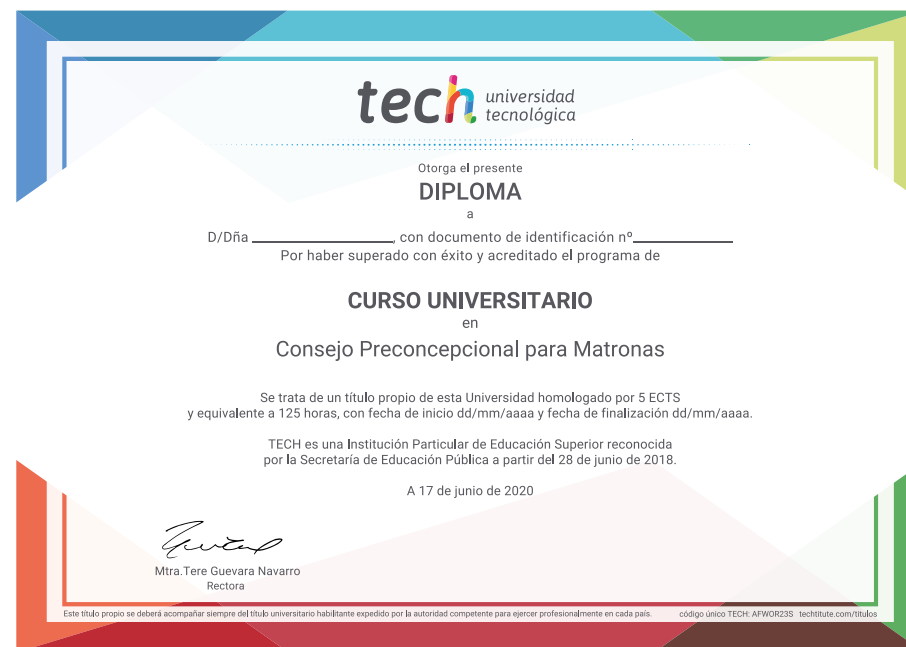 tech universidad
tecnológica
Otorga el presente
DIPLOMA
a
D/Dña ____________________, con documento de identificación nº______________
Por haber superado con éxito y acreditado el programa de
CURSO UNIVERSITARIO
en
Consejo Preconcepcional para Matronas
Se trata de un título propio de esta Universidad homologado por 5 ECTS
y equivalente a 125 horas, con fecha de inicio dd/mm/aaaa y fecha de finalización dd/mm/aaaa.
TECH es una Institución Particular de Educación Superior reconocida
por la Secretaría de Educación Pública a partir del 28 de junio de 2018.
A 17 de junio de 2020
Mtra.Tere Guevara Navarro
Rectora
Este título propio se deberá acompañar siempre del título universitario habilitante expedido por la autoridad competente para ejercer profesionalmente en cada país. código único TECH: AFWOR23S techtitute.com/títulos